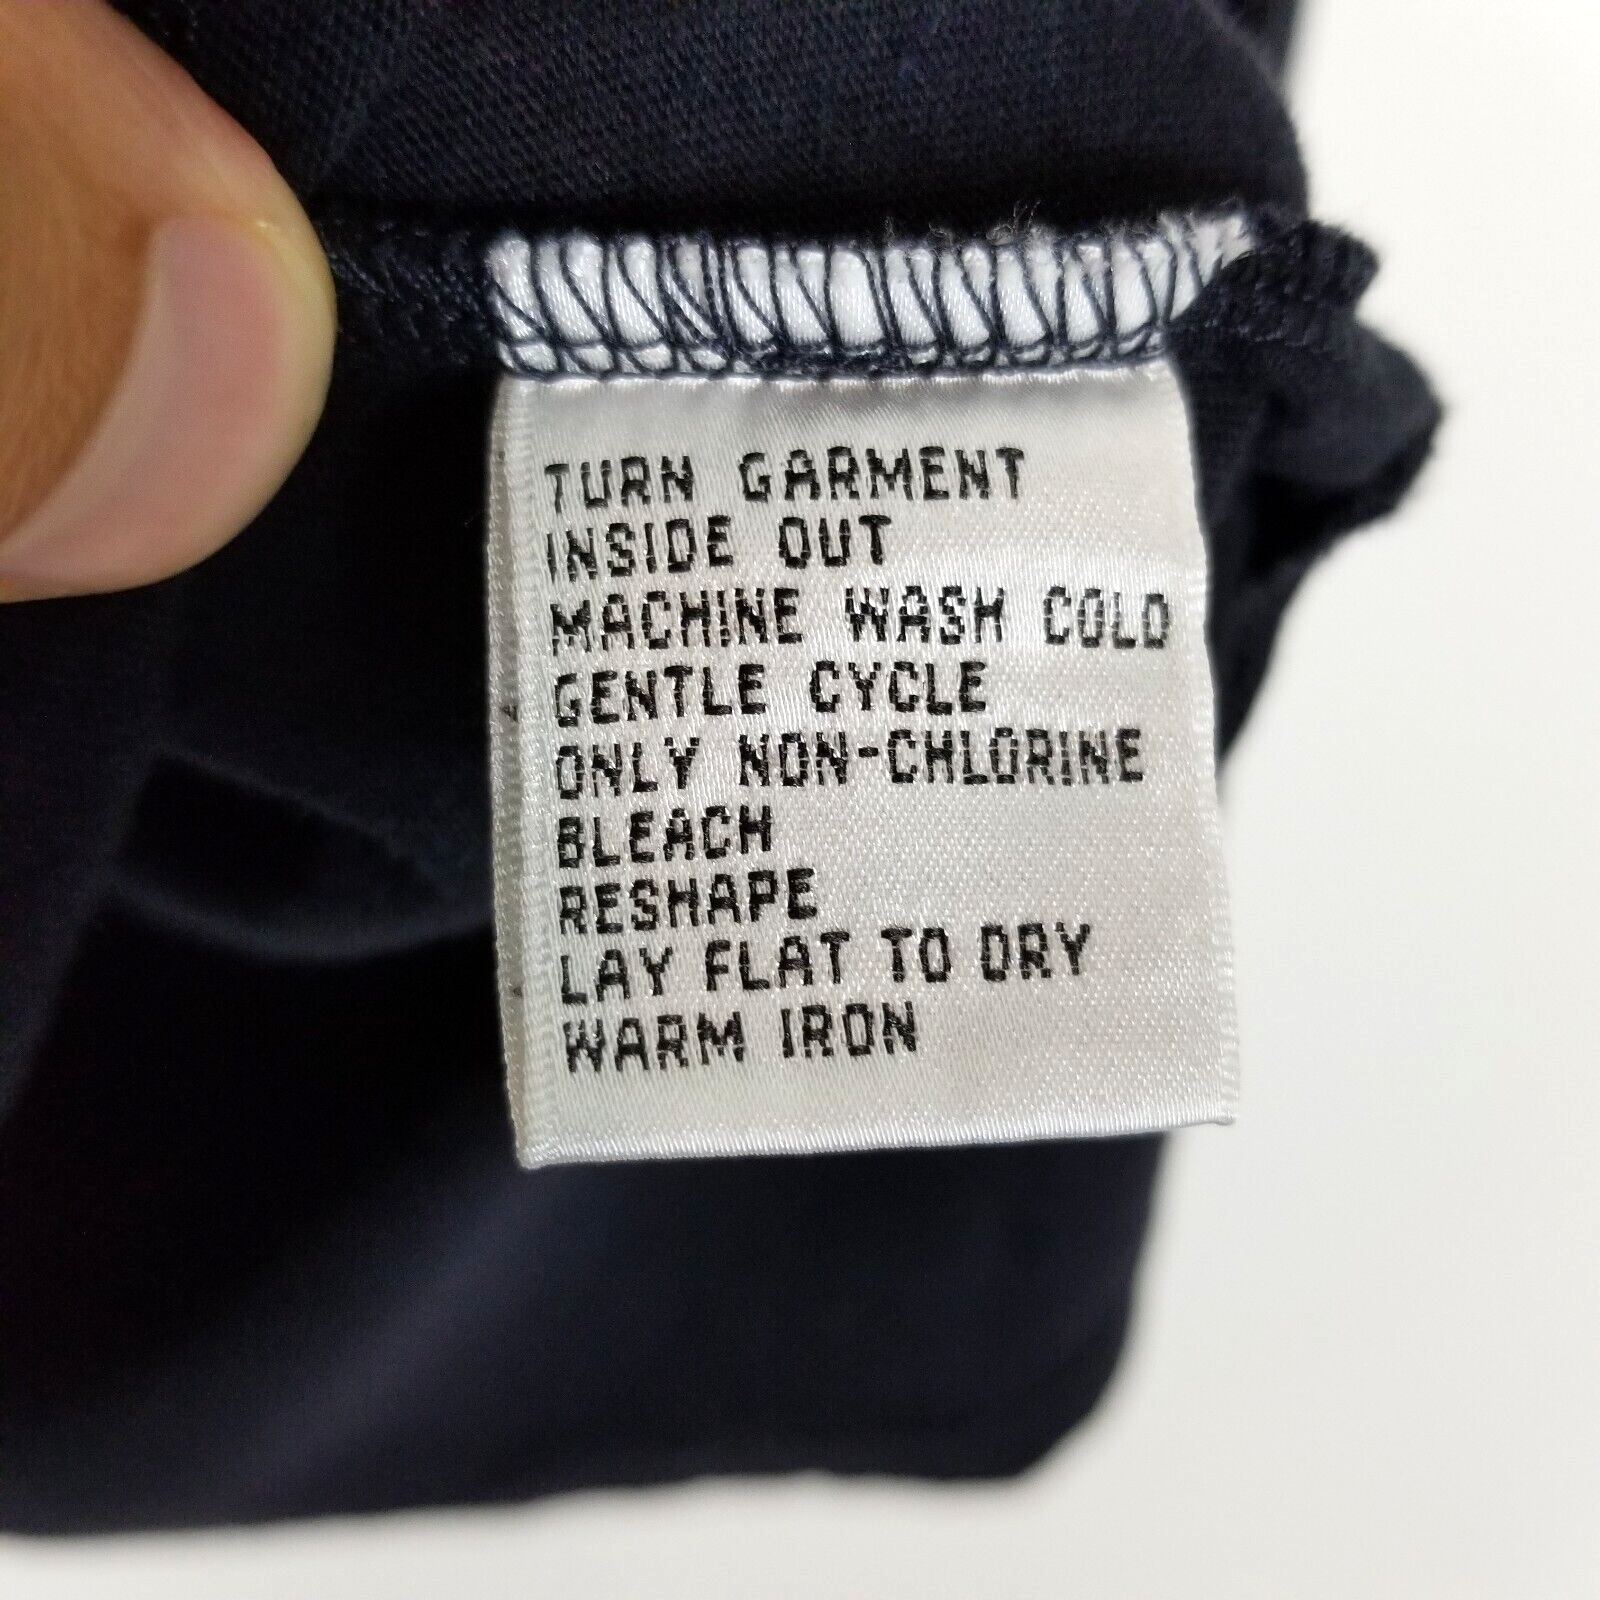 TURN GARMENT
INSIDE OUT
MACHINE WASH COLD
GENTLE CYCLE
ONLY NON-CHLORINE
BLEACH
RESHAPE
LAY FLAT TO DRY
WARM IRON